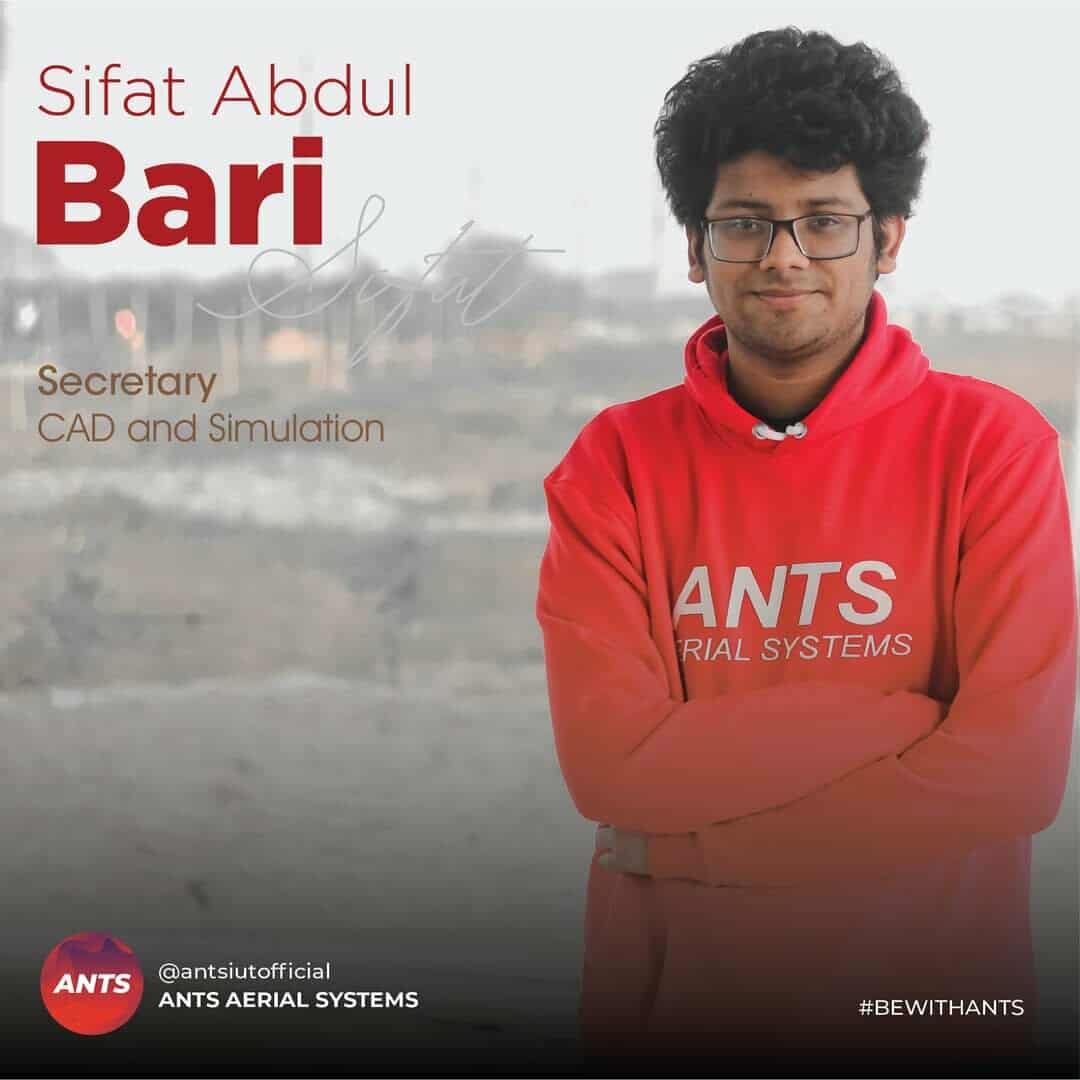 Sifat Abdul
Bari
Sifat
Secretary
CAD and Simulation
ANTS
ERIAL SYSTEMS
ANTS
@antsiutofficial
ANTS AERIAL SYSTEMS
#BEWITHANTS